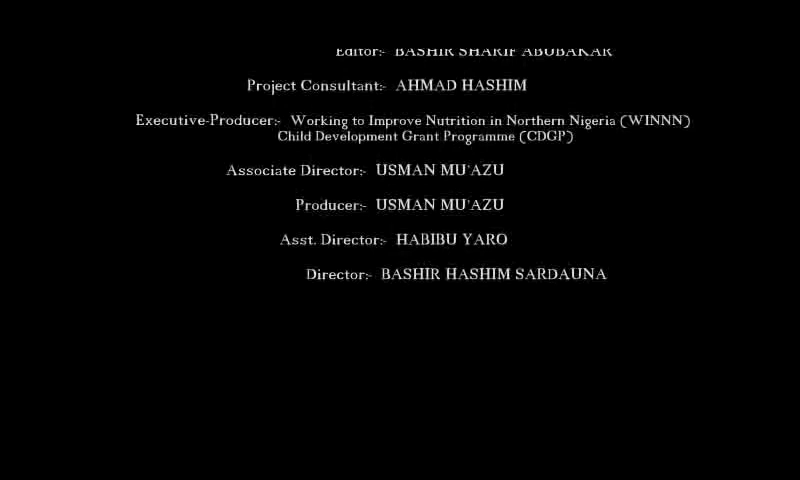 Editor:- BASHIR SHARIF ABUBAKAR
Project Consultant:- AHMAD HASHIM
Executive-Producer:- Working to Improve Nutrition in Northern Nigeria (WINNN)
Child Development Grant Programme (CDGP)
Associate Director:- USMAN MU'AZU
Producer:- USMAN MU'AZU
Asst. Director:- HABIBU YARO
Director:- BASHIR HASHIM SARDAUNA